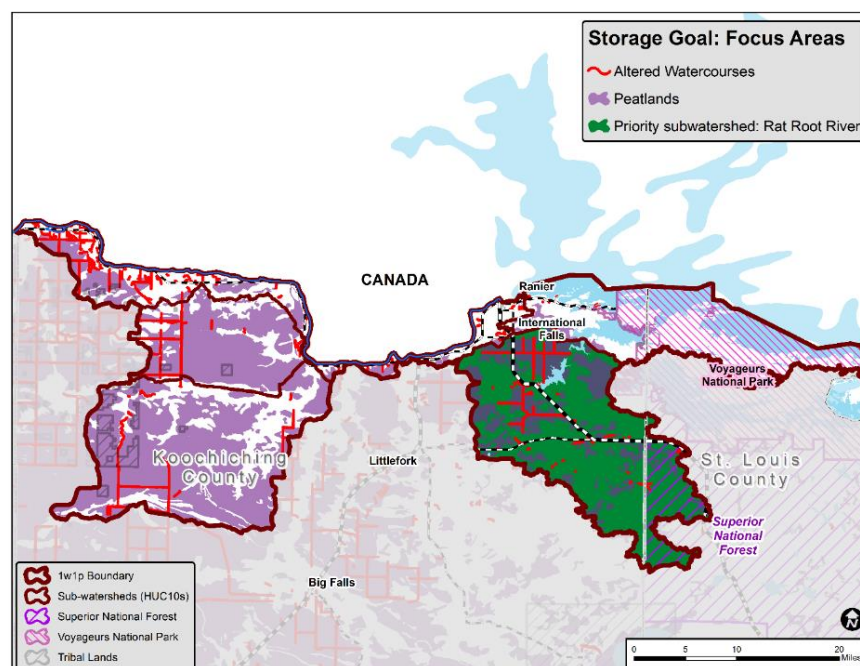 Storage Goal: Focus Areas
Altered Watercourses
Peatlands
Priority subwatershed: Rat Root River
CANADA
Ranier
International
Falls
Voyageurs
National Park
Koochiching
County
Littlefork
St. Louis
County
Superior
National
Forest
Big Falls
1w1p Boundary
Sub-watersheds (HUC10s)
Superior National Forest
Voyageurs National Park
Tribal Lands
N
0 5 10 20
Miles